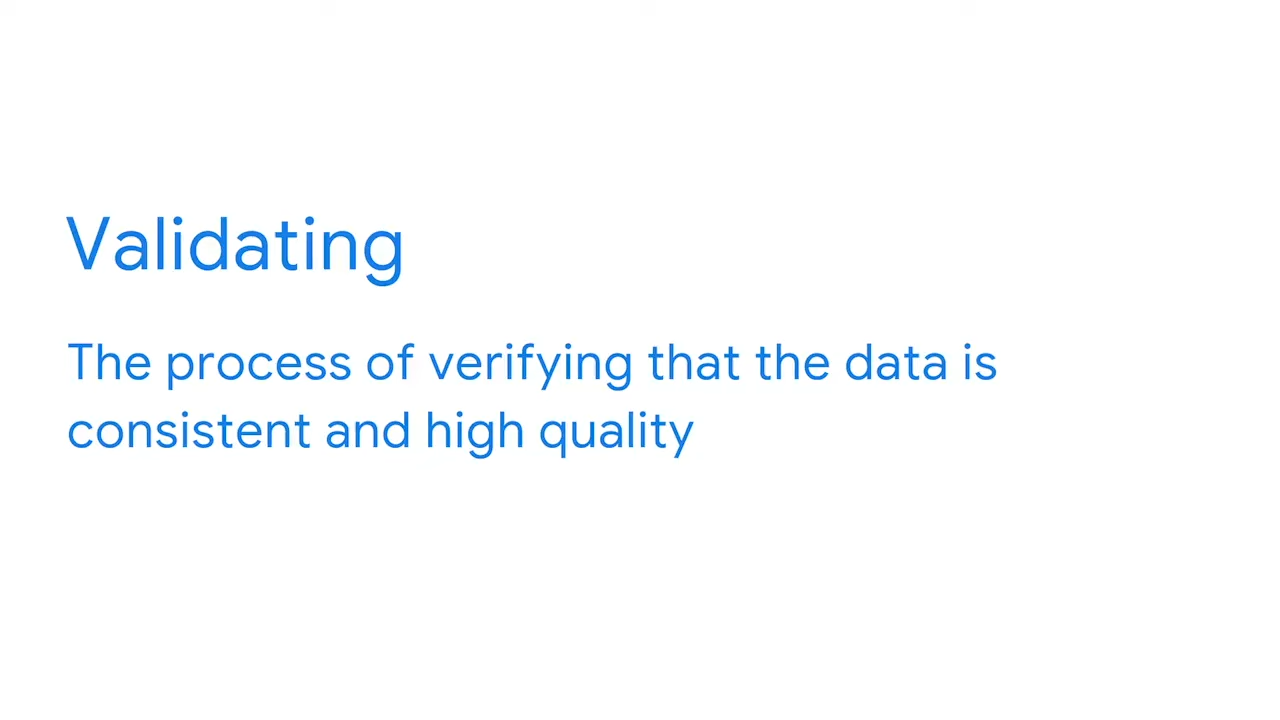 Validating
The process of verifying that the data is
consistent and high quality